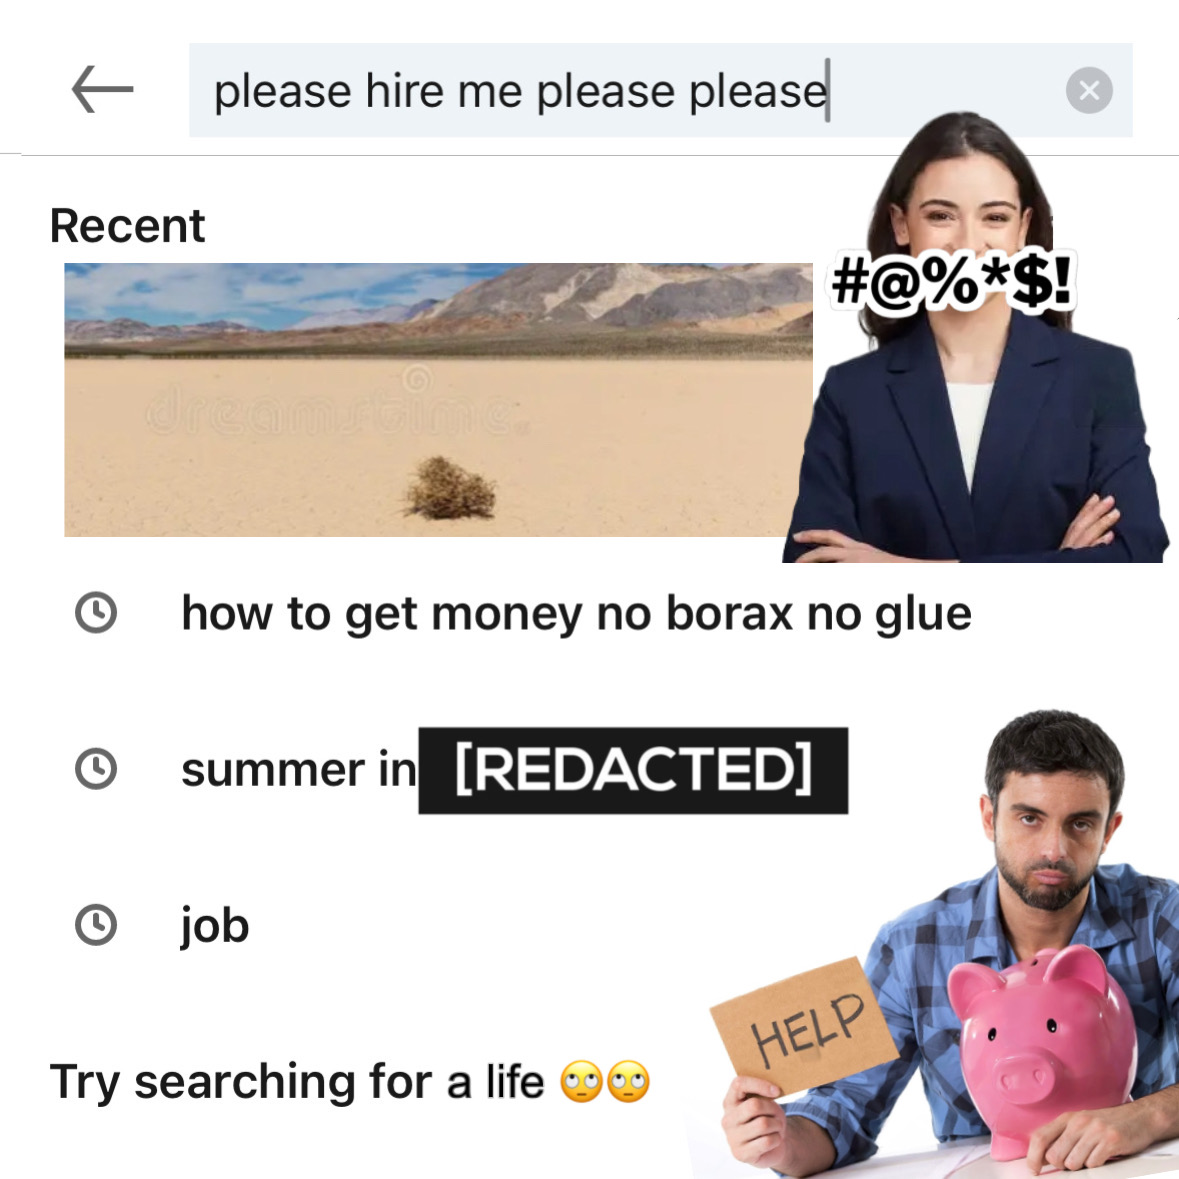 please hire me please please
Recent
#@%*$!
dreamstime
how to get money no borax no glue
summer in [REDACTED]
job
HELP
Try searching for a life 🙄🙄